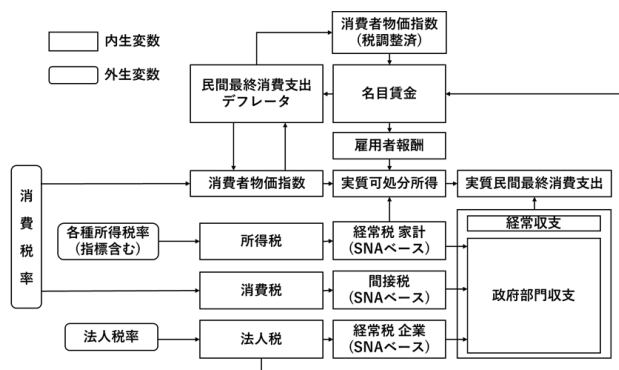 内生変数
外生変数
消費者物価指数
(税調整済)
民間最終消費支出
デフレータ
名目賃金
雇用者報酬
消費税率
消費者物価指数
実質可処分所得
実質民間最終消費支出
各種所得税率
(指標含む)
所得税
経常税 家計
(SNAベース)
経常収支
消費税
間接税
(SNAベース)
政府部門収支
法人税率
法人税
経常税 企業
(SNAベース)